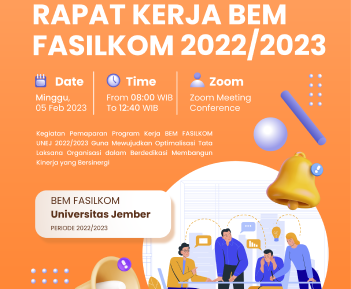 RAPAT KERJA BEM
FASILKOM 2022/2023
Date
Time
Zoom
Minggu,
05 Feb 2023
From 08:00 WIB
To 12:40 WIB
Zoom Meeting
Conference
Kegiatan Pemaparan Program Kerja BEM FASILKOM
UNEJ 2022/2023 Guna Mewujudkan Optimalisasi Tata
Laksana Organisasi dalam Berdedikasi Membangun
Kinerja yang Bersinergi
BEM FASILKOM
Universitas Jember
PERIODE 2022/2023